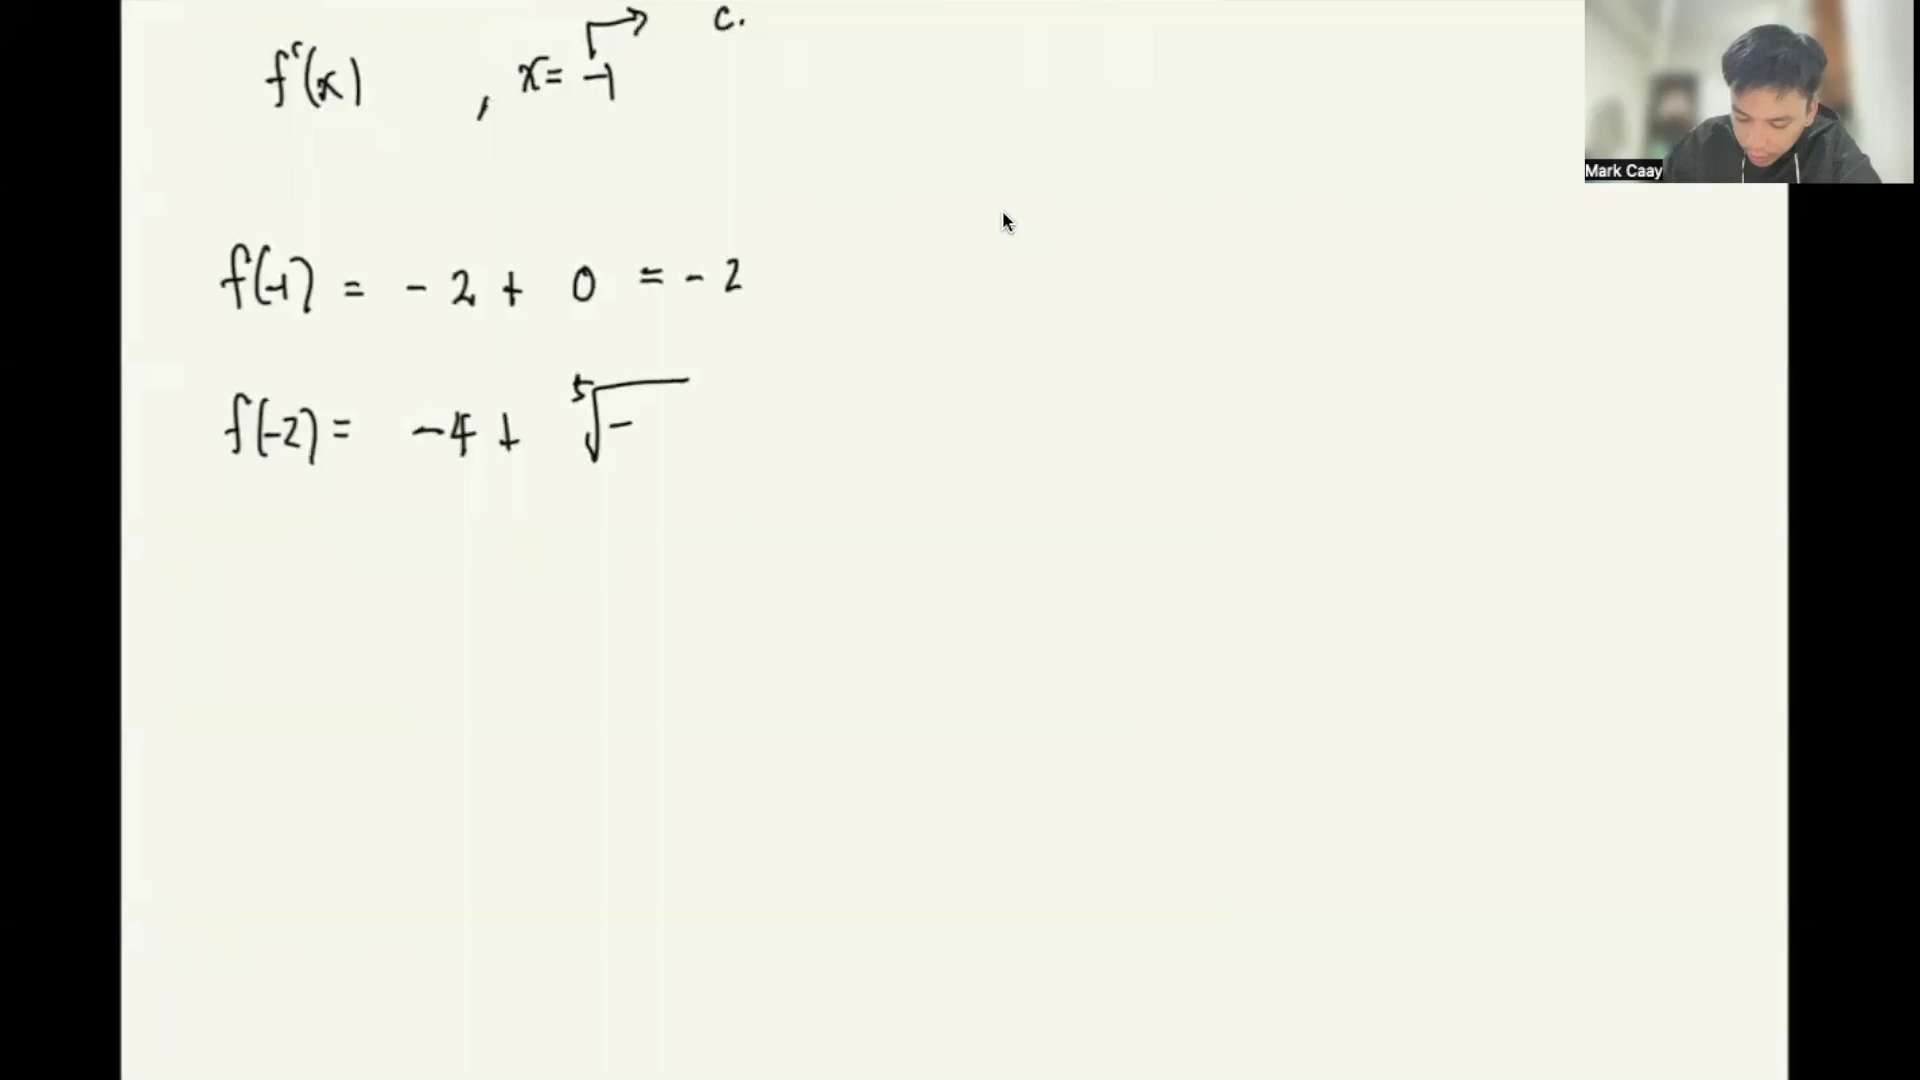 c.
f'(x) , x = -1
Mark Caay
f(-1) = -2 + 0 = -2
f(-2) = -4 + ⁵√-